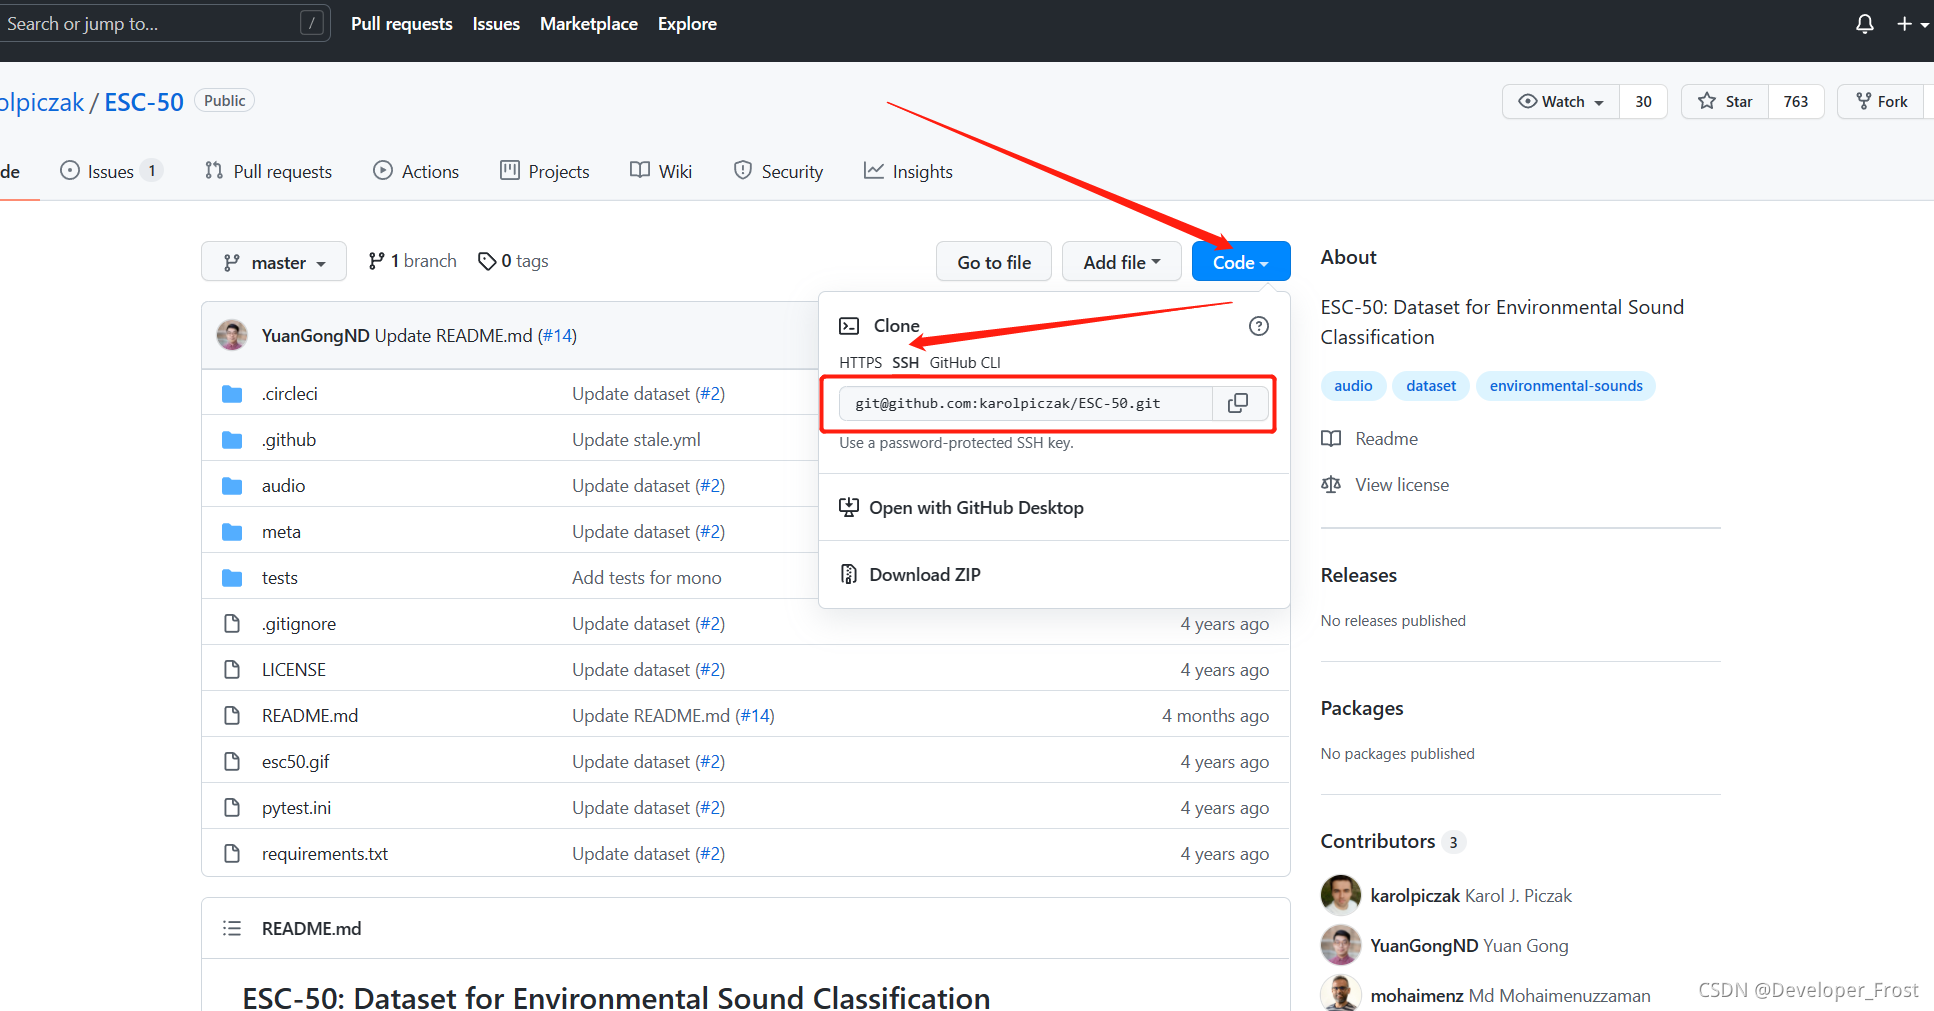 Search or jump to... /
Pull requests Issues Marketplace Explore
olpiczak / ESC-50 Public
Watch 30 Star 763 Fork
de Issues 1 Pull requests Actions Projects Wiki Security Insights
master 1 branch 0 tags Go to file Add file Code
YuanGongND Update README.md (#14)
.circleci Update dataset (#2)
.github Update stale.yml
audio Update dataset (#2)
meta Update dataset (#2)
tests Add tests for mono
.gitignore Update dataset (#2) 4 years ago
LICENSE Update dataset (#2) 4 years ago
README.md Update README.md (#14) 4 months ago
esc50.gif Update dataset (#2) 4 years ago
pytest.ini Update dataset (#2) 4 years ago
requirements.txt Update dataset (#2) 4 years ago
Clone
HTTPS SSH GitHub CLI
git@github.com:karolpiczak/ESC-50.git
Use a password-protected SSH key.
Open with GitHub Desktop
Download ZIP
README.md
ESC-50: Dataset for Environmental Sound Classification
About
ESC-50: Dataset for Environmental Sound
Classification
audio dataset environmental-sounds
Readme
View license
Releases
No releases published
Packages
No packages published
Contributors 3
karolpiczak Karol J. Piczak
YuanGongND Yuan Gong
mohaimenz Md Mohaimenuzzaman
CSDN @Developer_Frost